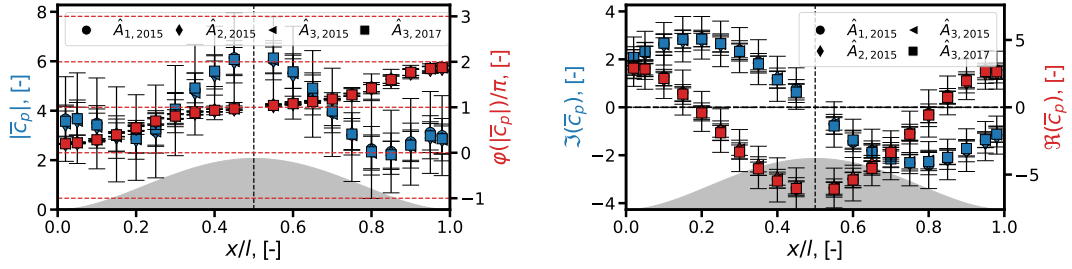 Â1, 2015 Â2, 2015 Â3, 2015 Â3, 2017
8
6
4
2
0
|c̅p|, [-]
3
2
1
0
−1
φ(|c̅p|)/π, [-]
0.0 0.2 0.4 0.6 0.8 1.0
x/l, [-]
Â1, 2015 Â3, 2015
Â2, 2015 Â3, 2017
4
2
0
−2
−4
ℑ(c̅p), [-]
5
0
−5
ℜ(c̅p), [-]
0.0 0.2 0.4 0.6 0.8 1.0
x/l, [-]